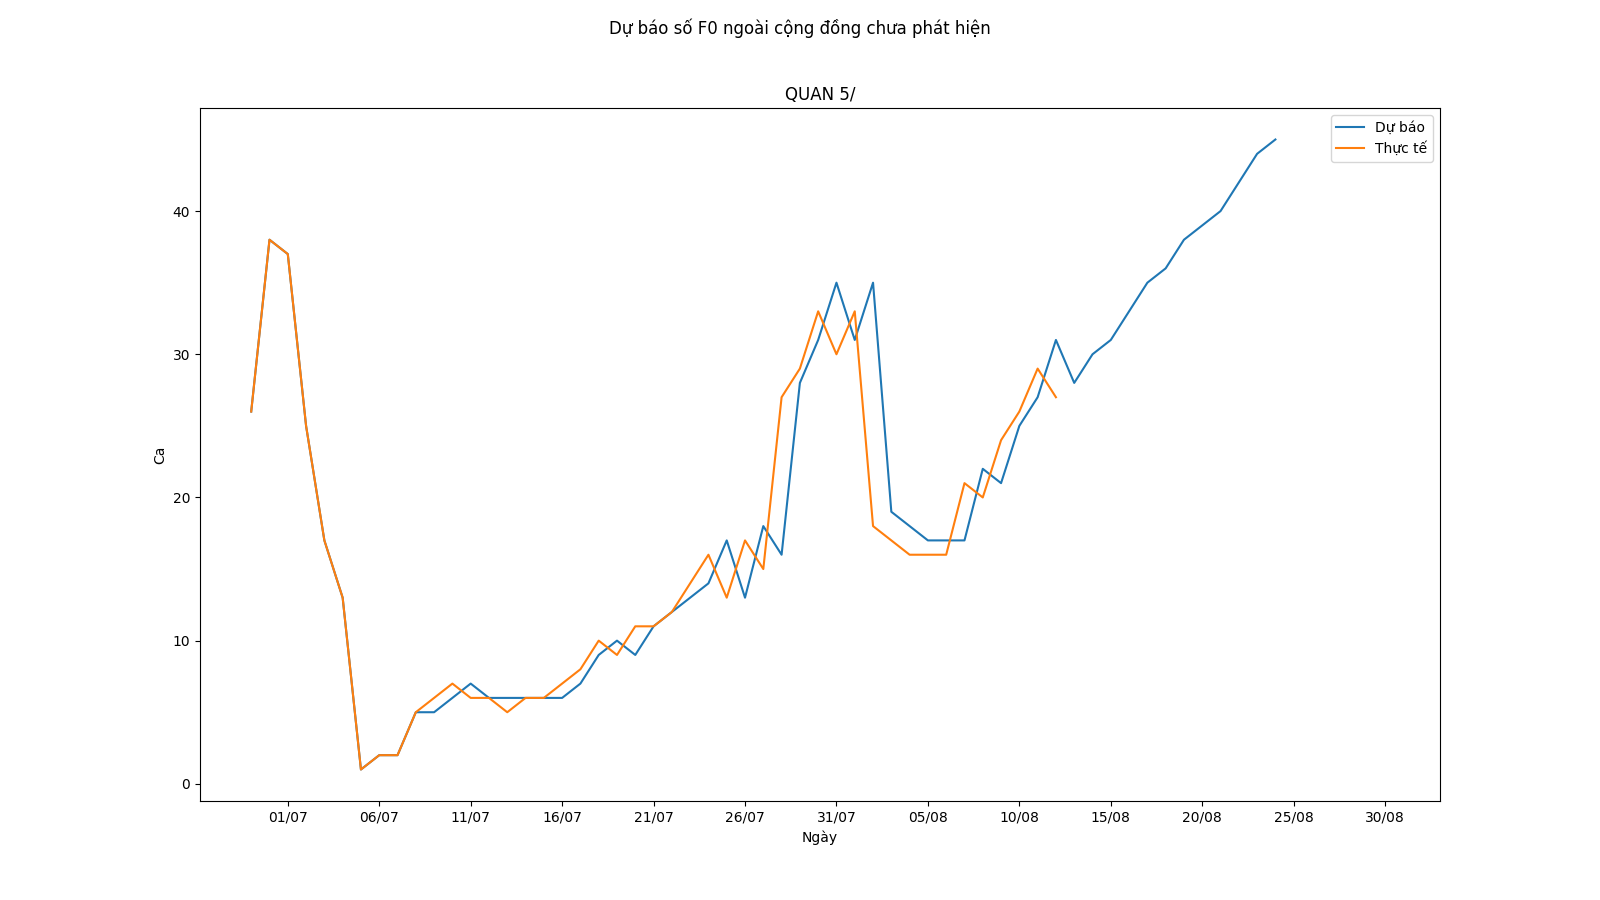 Dự báo số F0 ngoài cộng đồng chưa phát hiện
QUAN 5/
Dự báo
Thực tế
40
30
20
10
0
Ca
01/07 06/07 11/07 16/07 21/07 26/07 31/07 05/08 10/08 15/08 20/08 25/08 30/08
Ngày